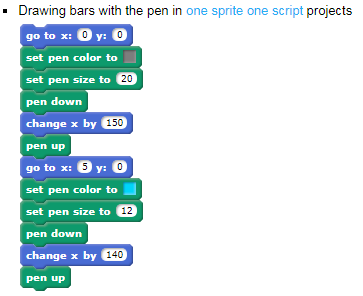 Drawing bars with the pen in one sprite one script projects
go to x: 0 y: 0
set pen color to
set pen size to 20
pen down
change x by 150
pen up
go to x: 5 y: 0
set pen color to
set pen size to 12
pen down
change x by 140
pen up